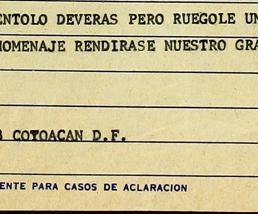 ENTOLO DEVERAS PERO RUEGOLE UN
HOMENAJE RENDIRASE NUESTRO GRA
COYOACAN D.F.
ENTE PARA CASOS DE ACLARACION